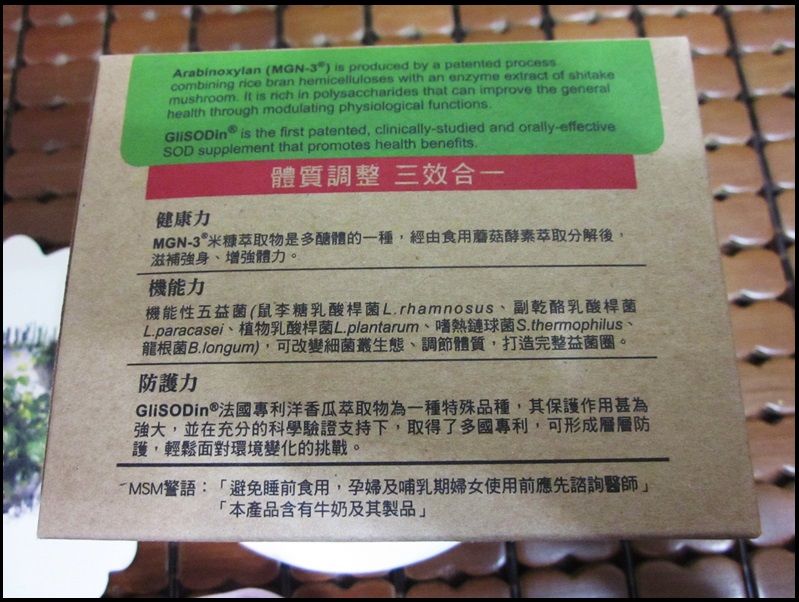 Arabinoxylan (MGN-3®) is produced by a patented process
combining rice bran hemicelluloses with an enzyme extract of shitake
mushroom. It is rich in polysaccharides that can improve the general
health through modulating physiological functions.
GliSODin® is the first patented, clinically-studied and orally-effective
SOD supplement that promotes health benefits.
體質調整 三效合一
健康力
MGN-3®米糠萃取物是多醣體的一種，經由食用蘑菇酵素萃取分解後，
滋補強身、增強體力。
機能力
機能性五益菌(鼠李糖乳酸桿菌L.rhamnosus、副乾酪乳酸桿菌
L.paracasei、植物乳酸桿菌L.plantarum、嗜熱鏈球菌S.thermophilus、
龍根菌B.longum)，可改變細菌叢生態、調節體質，打造完整益菌圈。
防護力
GliSODin®法國專利洋香瓜萃取物為一種特殊品種，其保護作用甚為
強大，並在充分的科學驗證支持下，取得了多國專利，可形成層層防
護，輕鬆面對環境變化的挑戰。
MSM警語：「避免睡前食用，孕婦及哺乳期婦女使用前應先諮詢醫師」
「本產品含有牛奶及其製品」